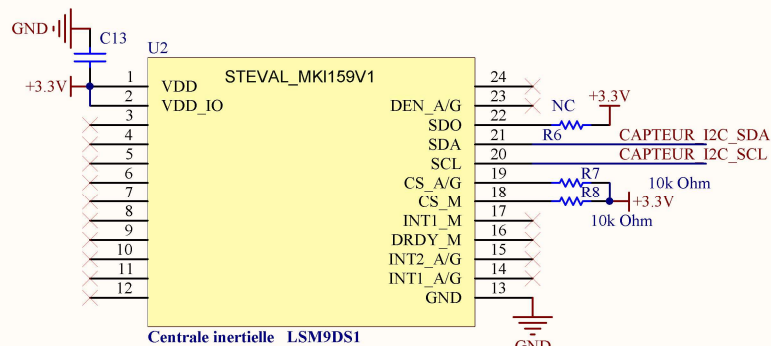 GND
C13
U2
+3.3V
STEVAL_MKI159V1
1 VDD
2 VDD_IO
3
4
5
6
7
8
9
10
11
12
24
DEN_A/G 23
SDO 22
NC
R6
+3.3V
SDA 21 CAPTEUR_I2C_SDA
SCL 20 CAPTEUR_I2C_SCL
CS_A/G 19 R7 10k Ohm
CS_M 18 R8 +3.3V
10k Ohm
INT1_M 17
DRDY_M 16
INT2_A/G 15
INT1_A/G 14
GND 13
GND
Centrale inertielle LSM9DS1